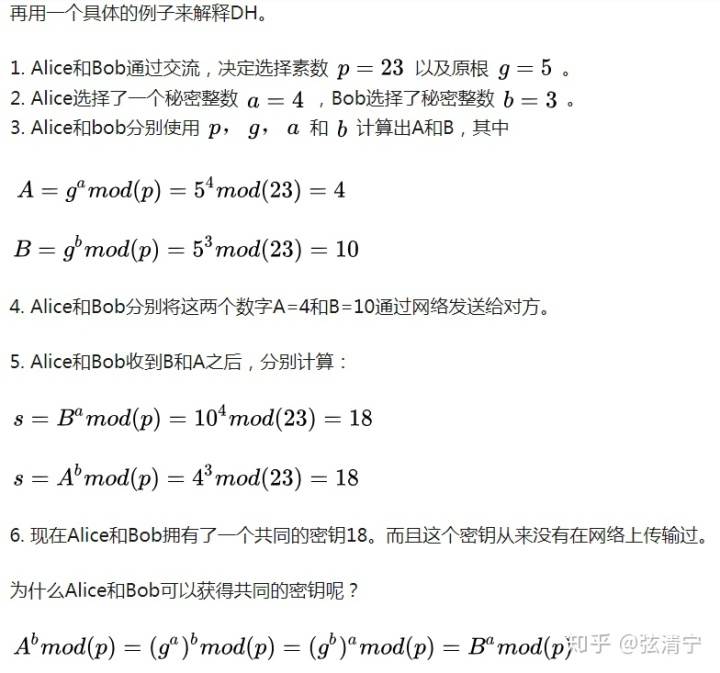 再用一个具体的例子来解释DH。
1. Alice和Bob通过交流，决定选择素数 p = 23 以及原根 g = 5 。
2. Alice选择了一个秘密整数 a = 4 ，Bob选择了秘密整数 b = 3 。
3. Alice和bob分别使用 p， g， a 和 b 计算出A和B，其中
A = g^a mod(p) = 5^4 mod(23) = 4
B = g^b mod(p) = 5^3 mod(23) = 10
4. Alice和Bob分别将这两个数字A=4和B=10通过网络发送给对方。
5. Alice和Bob收到B和A之后，分别计算：
s = B^a mod(p) = 10^4 mod(23) = 18
s = A^b mod(p) = 4^3 mod(23) = 18
6. 现在Alice和Bob拥有了一个共同的密钥18。而且这个密钥从来没有在网络上传输过。
为什么Alice和Bob可以获得共同的密钥呢？
A^b mod(p) = (g^a)^b mod(p) = (g^b)^a mod(p) = B^a mod(p)
知乎 @弦清宁